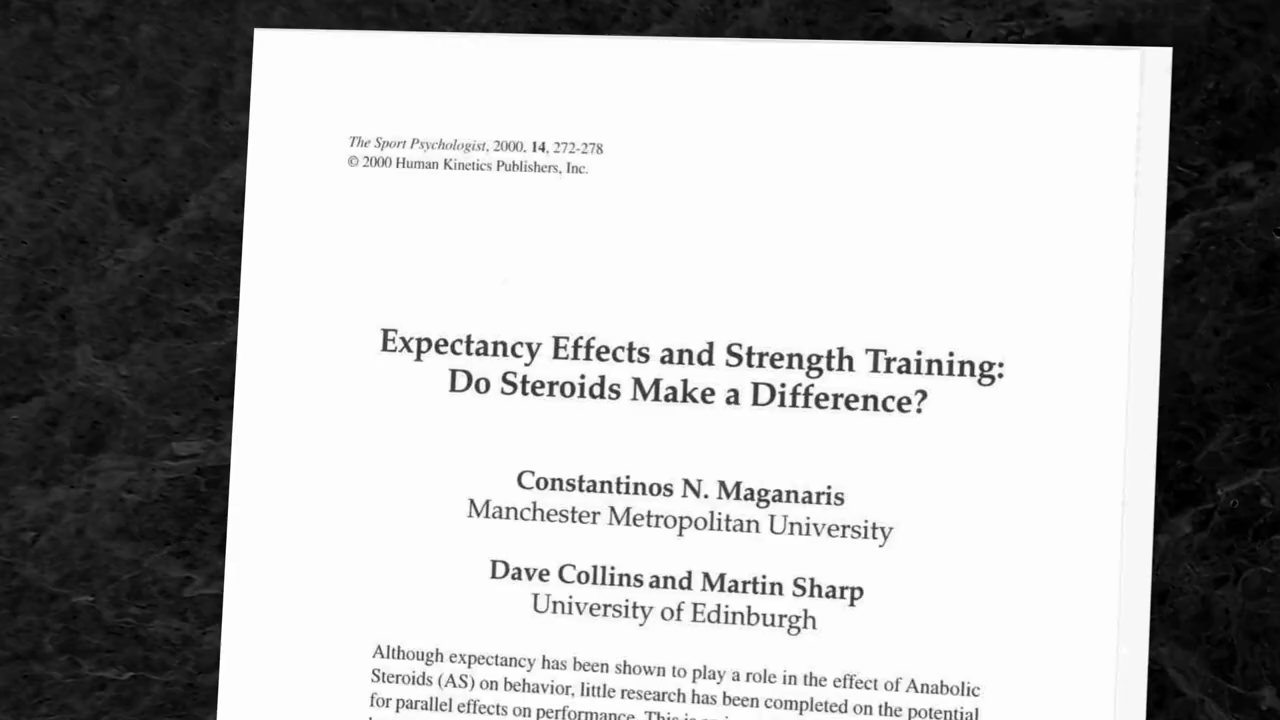 The Sport Psychologist, 2000, 14, 272-278
© 2000 Human Kinetics Publishers, Inc.
Expectancy Effects and Strength Training:
Do Steroids Make a Difference?
Constantinos N. Maganaris
Manchester Metropolitan University
Dave Collins and Martin Sharp
University of Edinburgh
Although expectancy has been shown to play a role in the effect of Anabolic
Steroids (AS) on behavior, little research has been completed on the potential
for parallel effects on performance. This